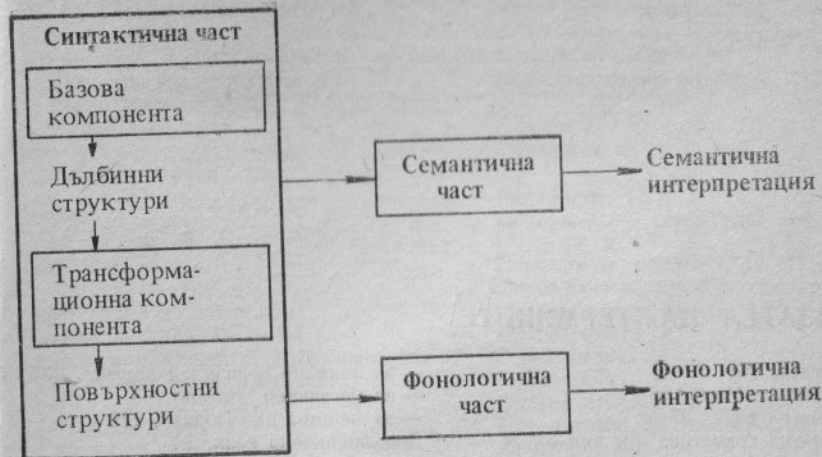 Синтактична част
Базова
компонента
Дълбинни
структури
Трансформа-
ционна ком-
понента
Повърхностни
структури
Семантична
част
Семантична
интерпретация
Фонологична
част
Фонологична
интерпретация